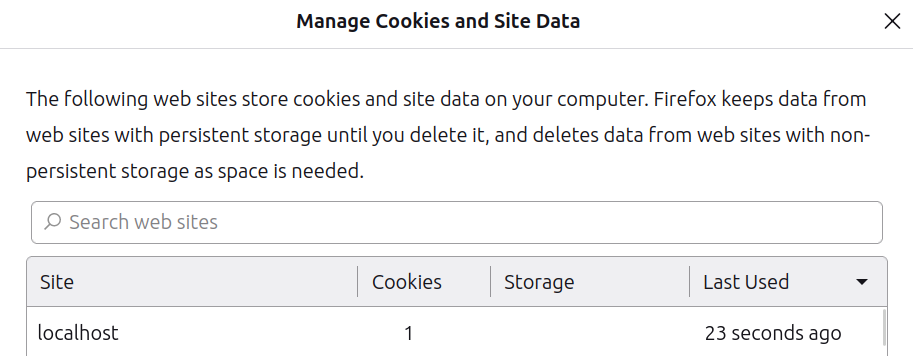 Manage Cookies and Site Data
The following web sites store cookies and site data on your computer. Firefox keeps data from
web sites with persistent storage until you delete it, and deletes data from web sites with non-
persistent storage as space is needed.
Search web sites
Site Cookies Storage Last Used
localhost 1 23 seconds ago